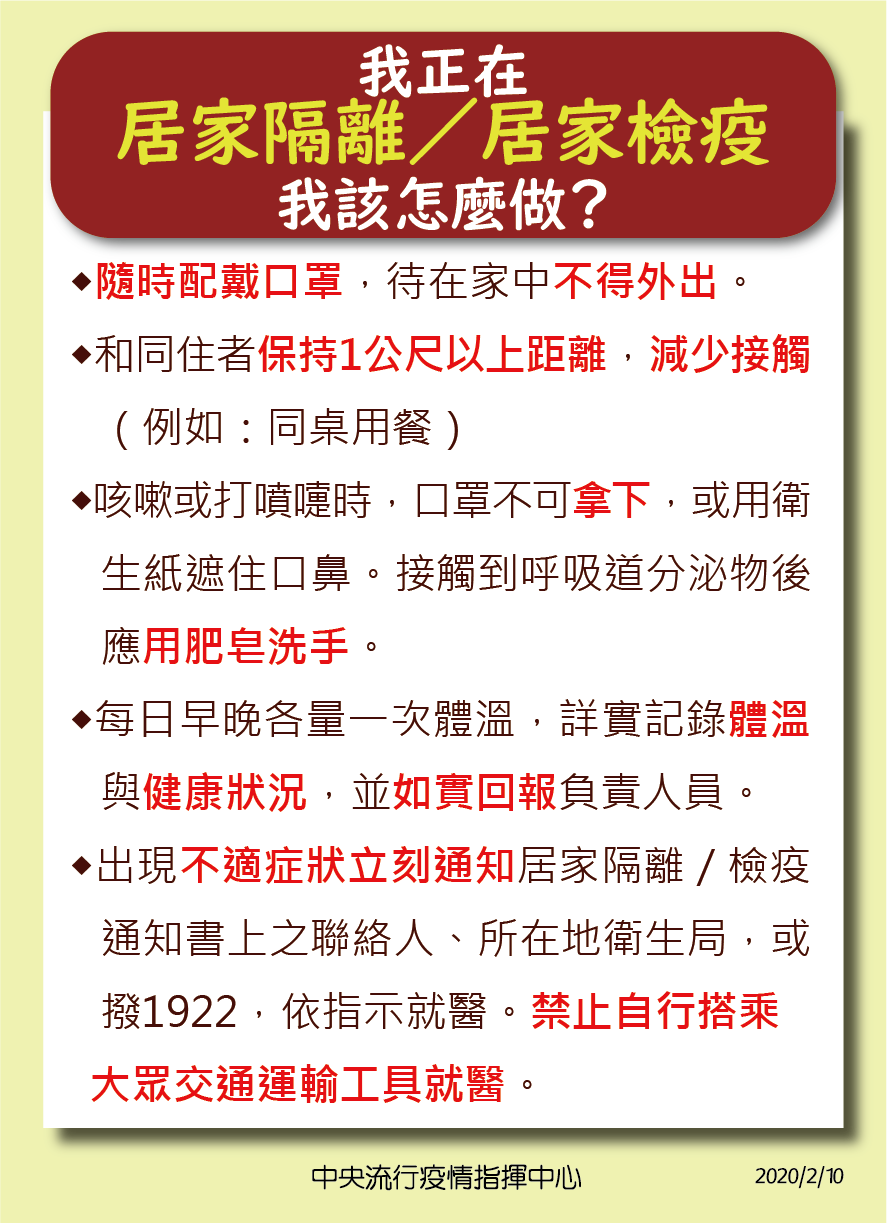 我正在
居家隔離／居家檢疫
我該怎麼做？
◆隨時配戴口罩，待在家中不得外出。
◆和同住者保持1公尺以上距離，減少接觸
（例如：同桌用餐）
◆咳嗽或打噴嚏時，口罩不可拿下，或用衛
生紙遮住口鼻。接觸到呼吸道分泌物後
應用肥皂洗手。
◆每日早晚各量一次體溫，詳實記錄體溫
與健康狀況，並如實回報負責人員。
◆出現不適症狀立刻通知居家隔離／檢疫
通知書上之聯絡人、所在地衛生局，或
撥1922，依指示就醫。禁止自行搭乘
大眾交通運輸工具就醫。
中央流行疫情指揮中心
2020/2/10